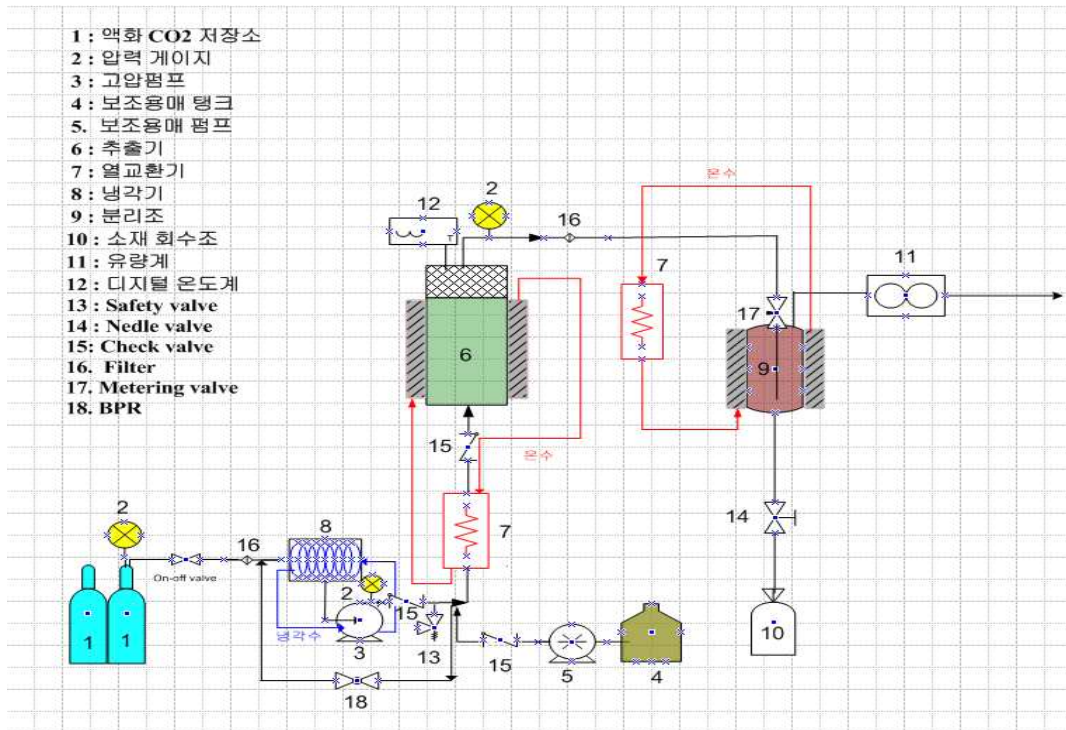 1 : 액화 CO2 저장소
2 : 압력 게이지
3 : 고압펌프
4 : 보조용매 탱크
5. 보조용매 펌프
6 : 추출기
7 : 열교환기
8 : 냉각기
9 : 분리조
10 : 소재 회수조
11 : 유량계
12 : 디지털 온도계
13 : Safety valve
14 : Nedle valve
15: Check valve
16. Filter
17. Metering valve
18. BPR
온수
2
12
16
T
7
11
17
6
9
15
온수
2
8
7
14
16
On-off valve
2
15
냉각수
1
1
3
13
15
5
4
10
18